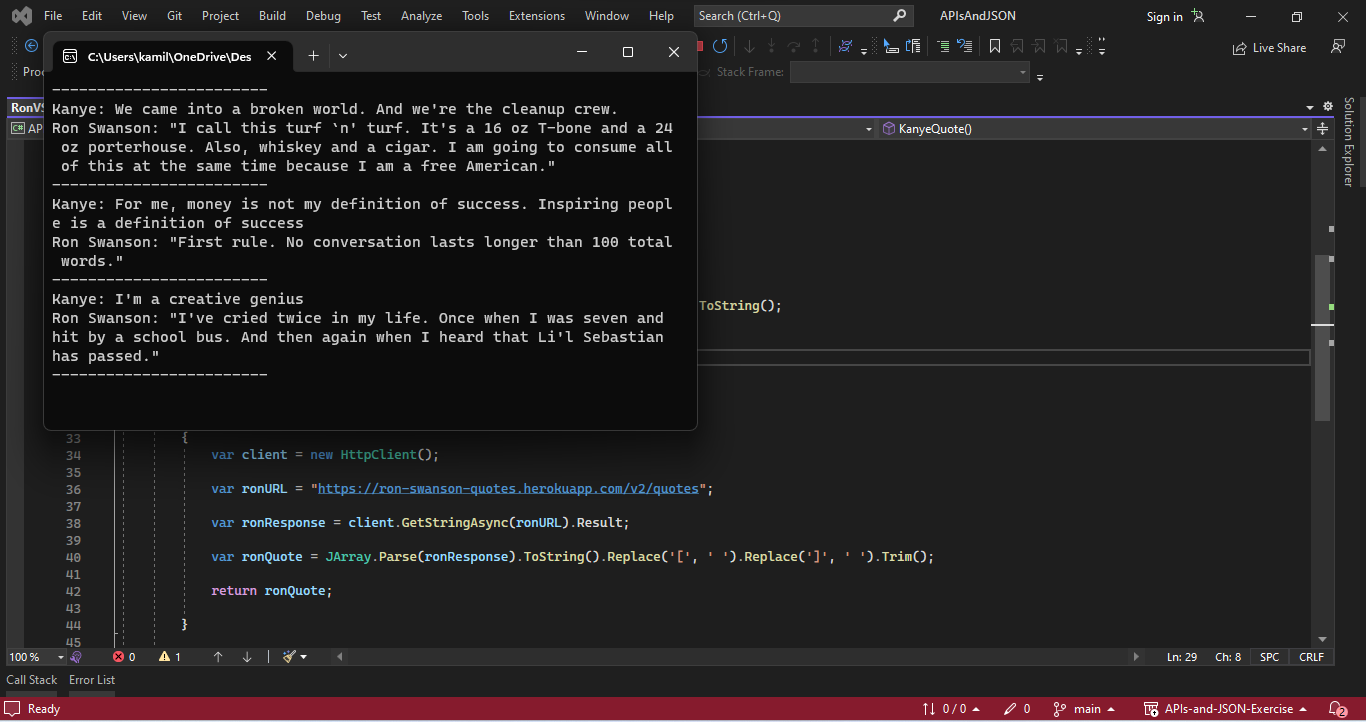 File Edit View Git Project Build Debug Test Analyze Tools Extensions Window Help Search (Ctrl+Q) APIsAndJSON Sign in
C:\Users\kamil\OneDrive\Des
Live Share
Stack Frame:
------------------------
Kanye: We came into a broken world. And we're the cleanup crew.
Ron Swanson: "I call this turf `n' turf. It's a 16 oz T-bone and a 24
oz porterhouse. Also, whiskey and a cigar. I am going to consume all
of this at the same time because I am a free American."
------------------------
Kanye: For me, money is not my definition of success. Inspiring peopl
e is a definition of success
Ron Swanson: "First rule. No conversation lasts longer than 100 total
words."
------------------------
Kanye: I'm a creative genius
Ron Swanson: "I've cried twice in my life. Once when I was seven and
hit by a school bus. And then again when I heard that Li'l Sebastian
has passed."
------------------------
Proc
RonVS
C# AP
KanyeQuote()
Solution Explorer
ToString();
33 {
34 var client = new HttpClient();
35
36 var ronURL = "https://ron-swanson-quotes.herokuapp.com/v2/quotes";
37
38 var ronResponse = client.GetStringAsync(ronURL).Result;
39
40 var ronQuote = JArray.Parse(ronResponse).ToString().Replace('[', ' ').Replace(']', ' ').Trim();
41
42 return ronQuote;
43
44 }
45
100 % 0 1 Ln: 29 Ch: 8 SPC CRLF
Call Stack Error List
Ready 0 / 0 0 main APIs-and-JSON-Exercise 2